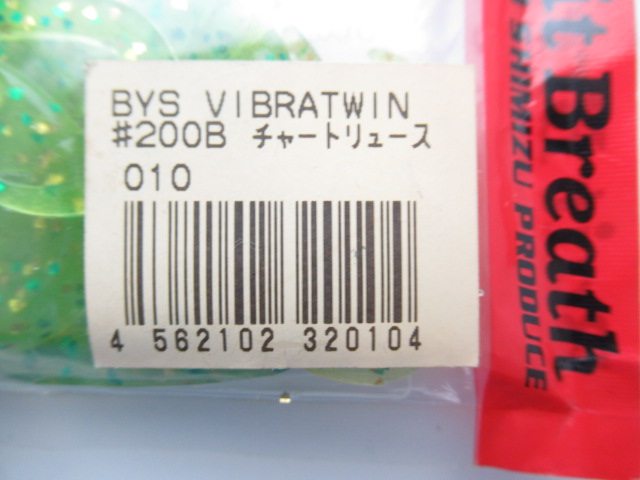 BYS VIBRATWIN
#200B チャートリュース
010
4 562102 320104
Breath
SHIMIZU PRODUCE